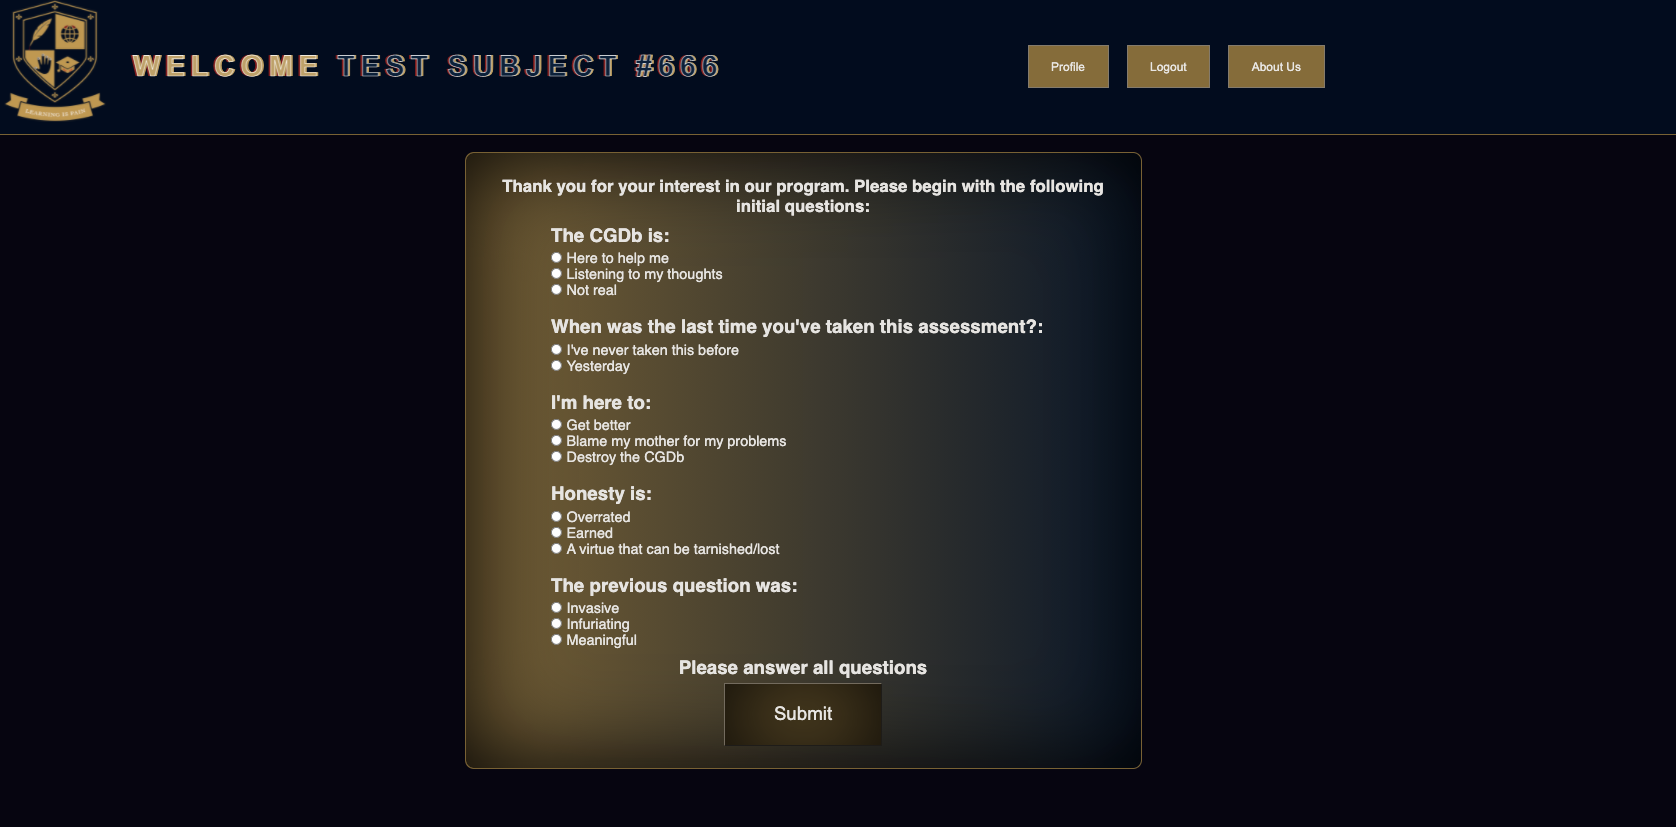 LEARNING IS PAIN
WELCOME TEST SUBJECT #666
Profile
Logout
About Us
Thank you for your interest in our program. Please begin with the following
initial questions:
The CGDb is:
Here to help me
Listening to my thoughts
Not real
When was the last time you've taken this assessment?:
I've never taken this before
Yesterday
I'm here to:
Get better
Blame my mother for my problems
Destroy the CGDb
Honesty is:
Overrated
Earned
A virtue that can be tarnished/lost
The previous question was:
Invasive
Infuriating
Meaningful
Please answer all questions
Submit